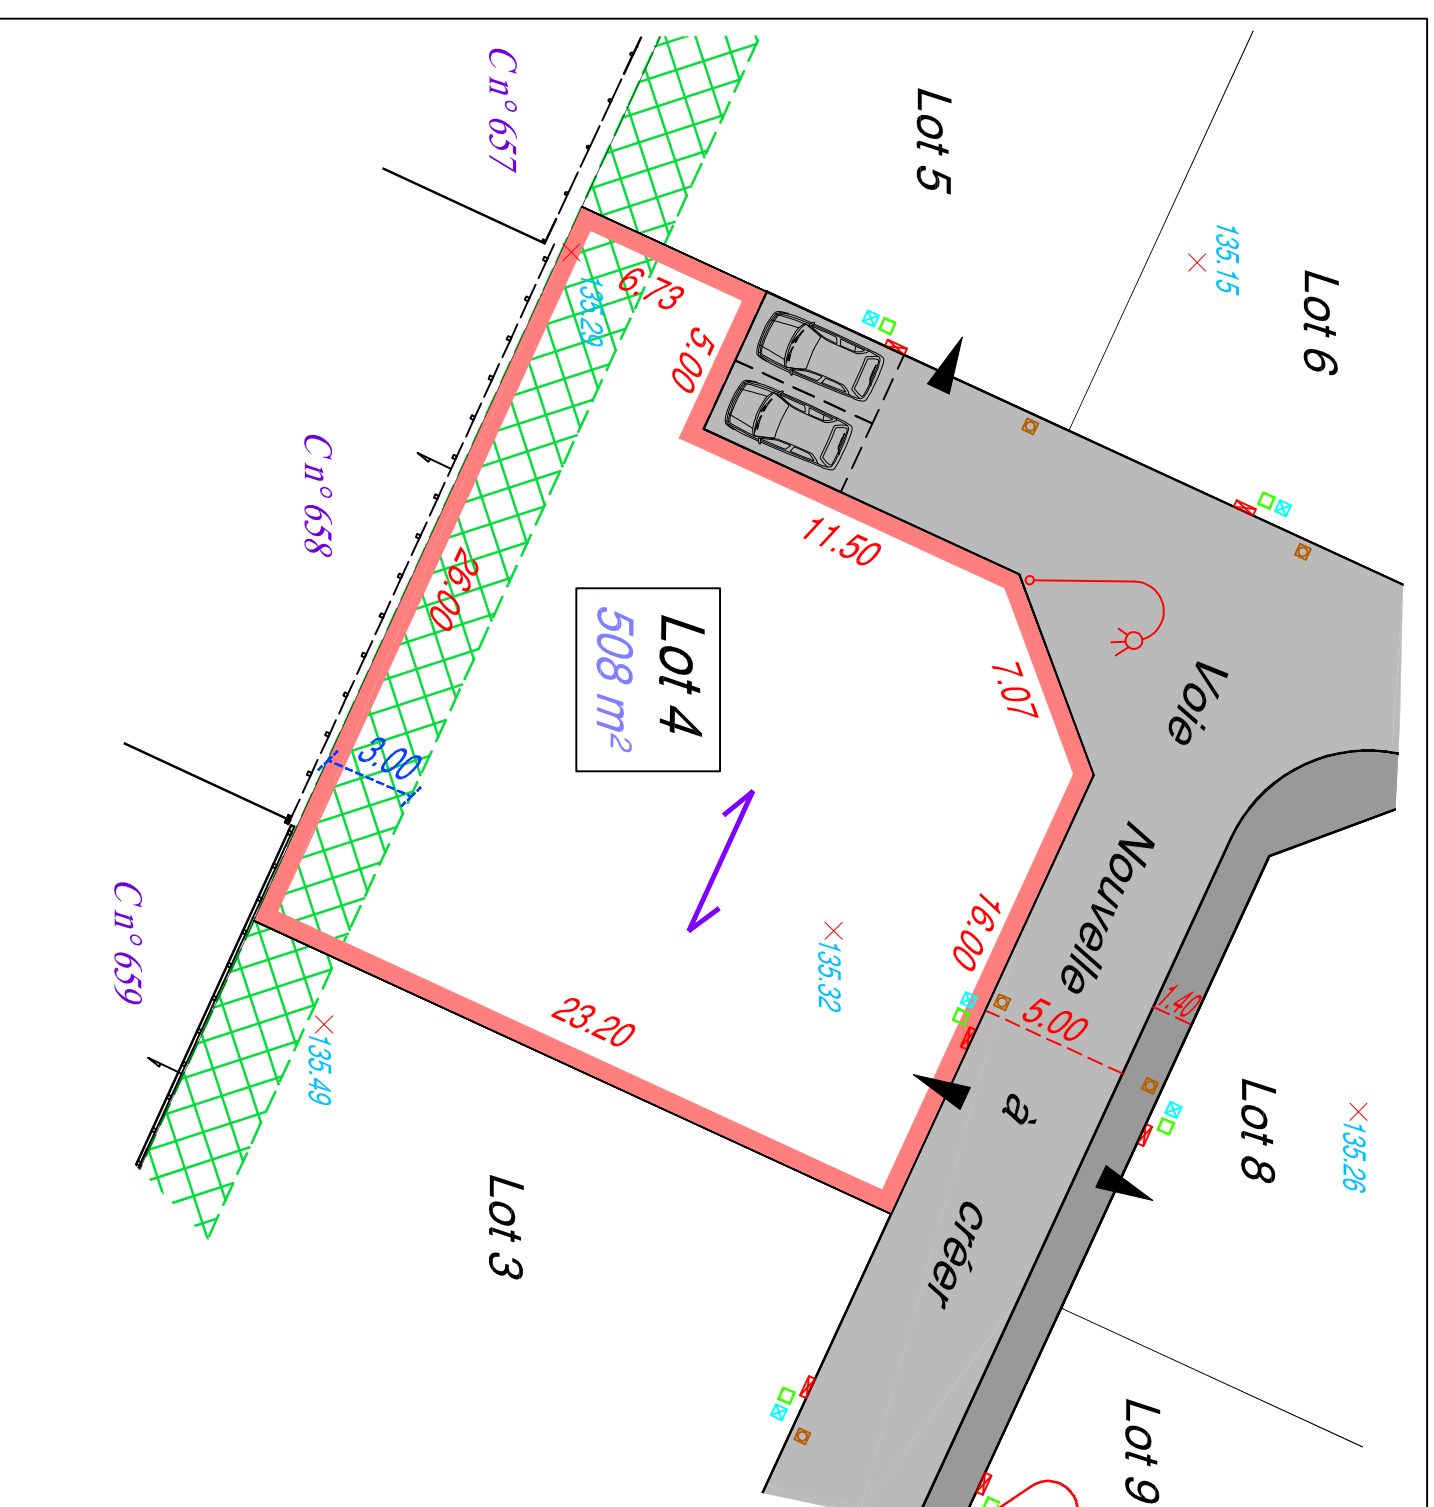 C n° 657
Lot 5
135.15
Lot 6
6.73
135.29
5.00
C n° 658
11.50
26.00
Lot 4
508 m²
7.07
Voie
Nouvelle
à
créer
3.00
C n° 659
16.00
135.32
23.20
5.00
1.40
135.49
Lot 8
135.26
Lot 3
Lot 9